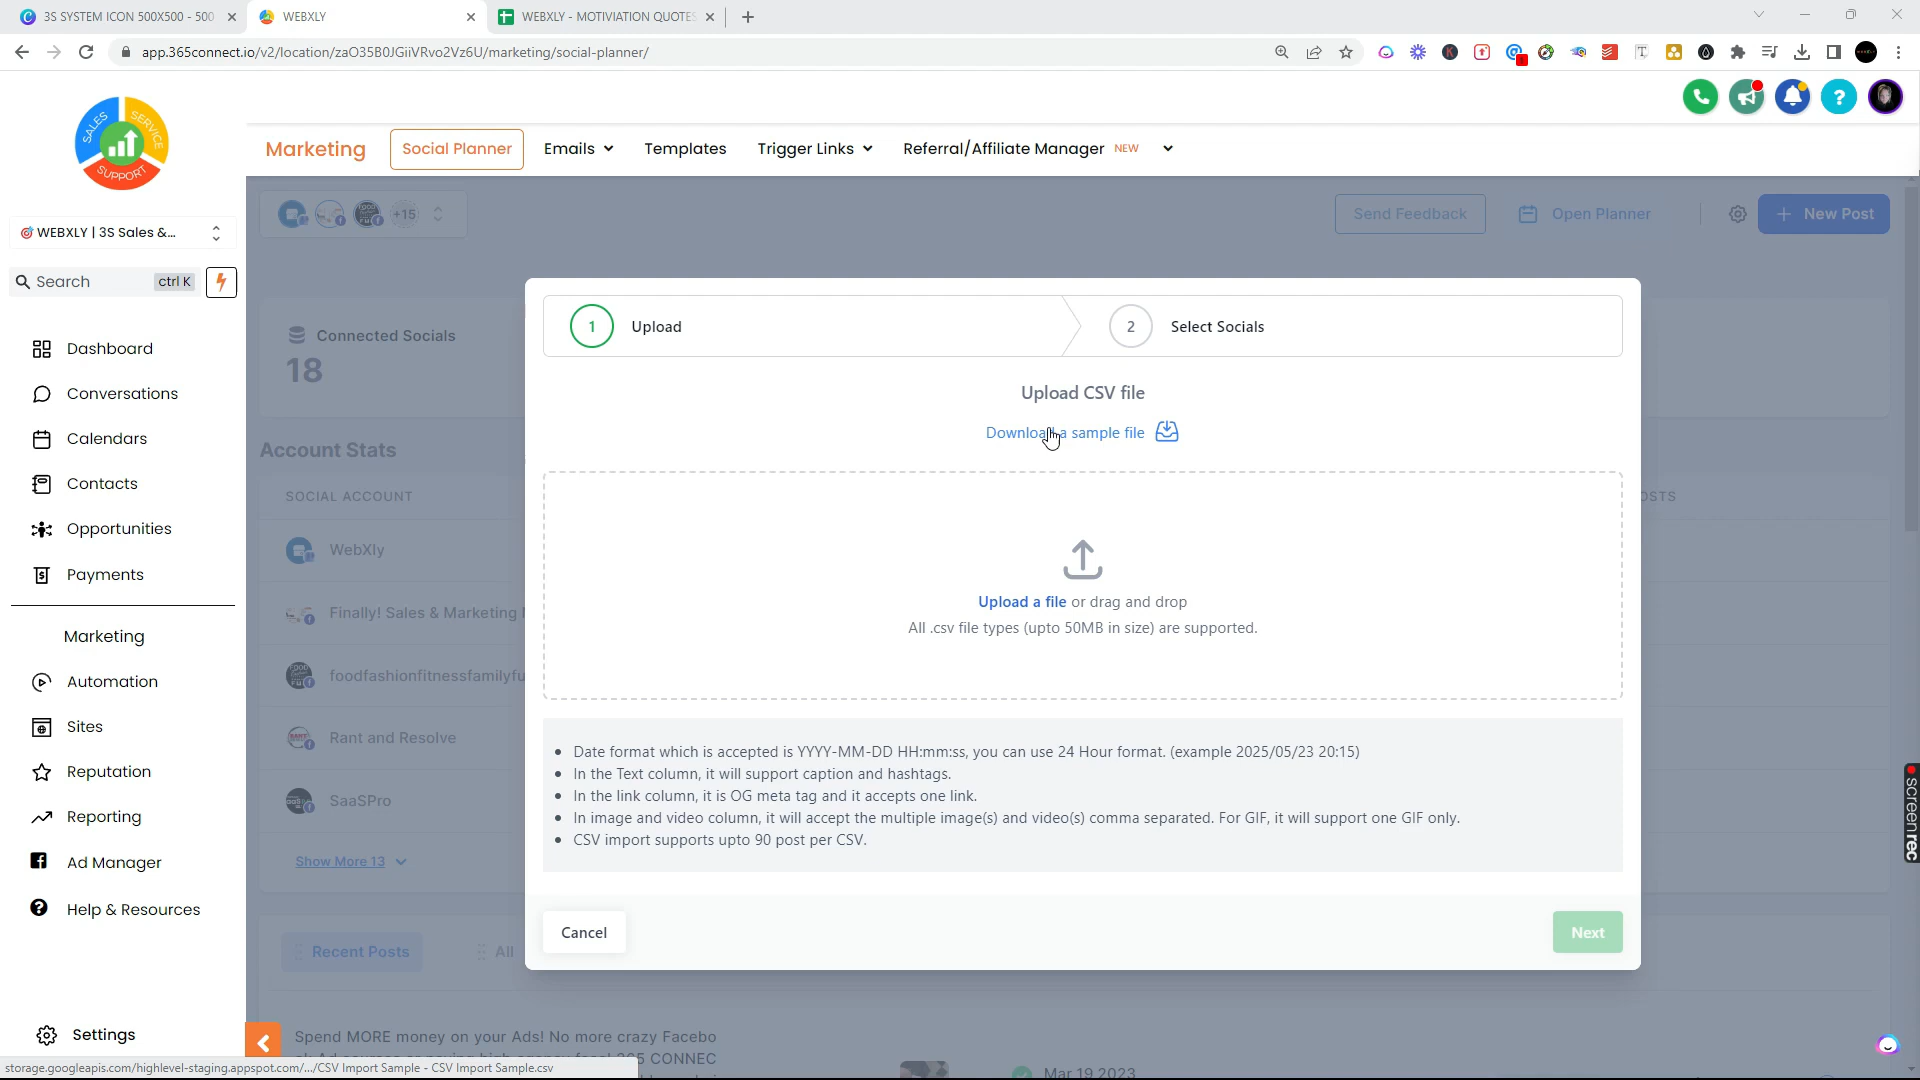 3S SYSTEM ICON 500X500 - 500
WEBXLY
WEBXLY - MOTIVIATION QUOTES
app.365connect.io/v2/location/zaO35B0JGiiVRvo2Vz6U/marketing/social-planner/
SALES
SERVICE
SUPPORT
Marketing
Social Planner
Emails
Templates
Trigger Links
Referral/Affiliate Manager NEW
WEBXLY | 3S Sales &...
Search
ctrl K
+15
Send Feedback
Open Planner
+ New Post
Dashboard
Conversations
Calendars
Contacts
Opportunities
Payments
Marketing
Automation
Sites
Reputation
Reporting
Ad Manager
Help & Resources
Settings
Connected Socials
18
Account Stats
SOCIAL ACCOUNT
OSTS
WebXly
Finally! Sales & Marketing
foodfashionfitnessfamilyfu
Rant and Resolve
SaaSPro
Show More 13
Recent Posts
All
Spend MORE money on your Ads! No more crazy Facebo
365 CONNEC
Mar 19 2023
1
Upload
2
Select Socials
Upload CSV file
Download a sample file
Upload a file or drag and drop
All .csv file types (upto 50MB in size) are supported.
Date format which is accepted is YYYY-MM-DD HH:mm:ss, you can use 24 Hour format. (example 2025/05/23 20:15)
In the Text column, it will support caption and hashtags.
In the link column, it is OG meta tag and it accepts one link.
In image and video column, it will accept the multiple image(s) and video(s) comma separated. For GIF, it will support one GIF only.
CSV import supports upto 90 post per CSV.
Cancel
Next
screenrec
storage.googleapis.com/highlevel-staging.appspot.com/.../CSV Import Sample - CSV Import Sample.csv